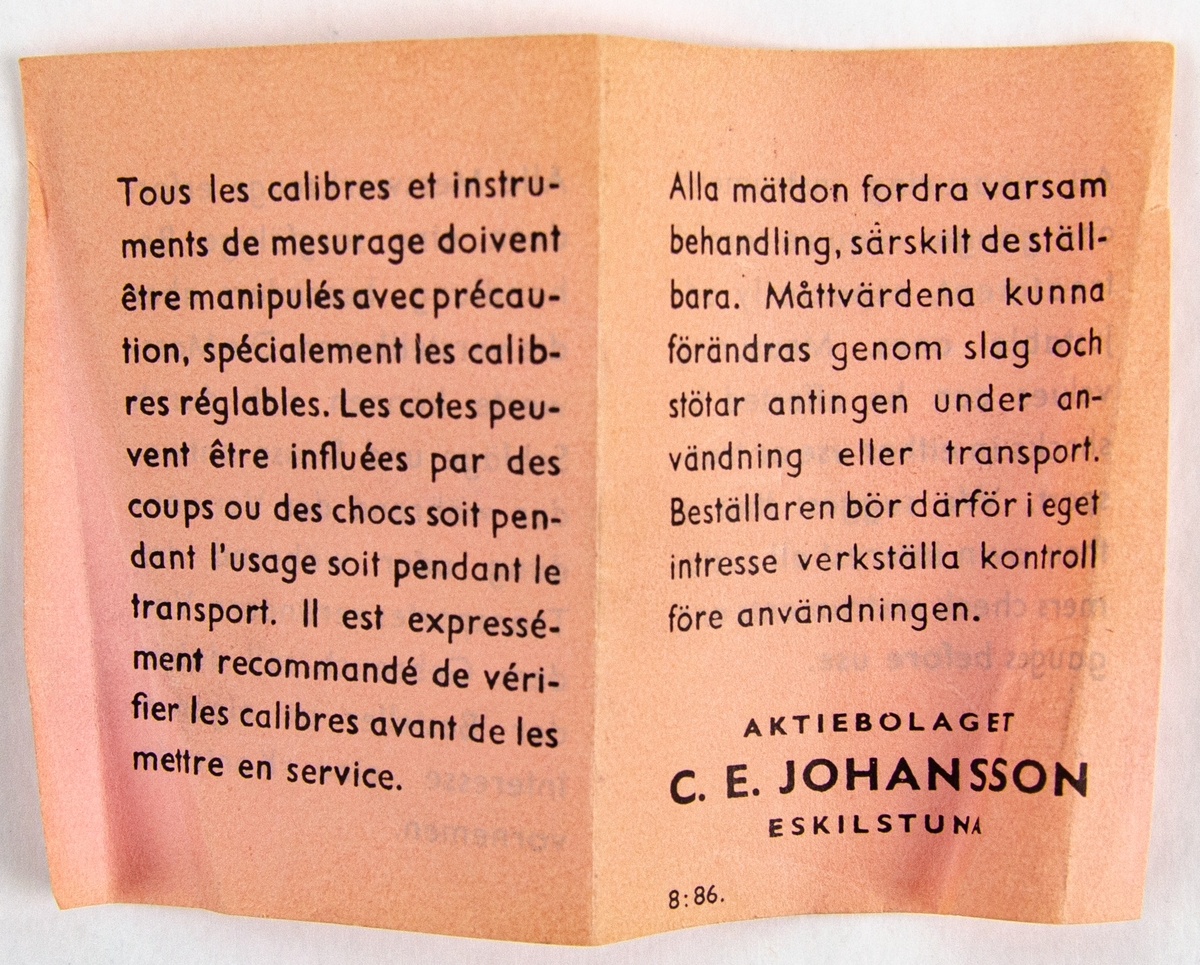 Tous les calibres et instru-
ments de mesurage doivent
être manipulés avec précau-
tion, spécialement les calib-
res réglables. Les cotes peu-
vent être influées par des
coups ou des chocs soit pen-
dant l'usage soit pendant le
transport. Il est expressé-
ment recommandé de véri-
fier les calibres avant de les
mettre en service.
Alla mätdon fordra varsam
behandling, särskilt de ställ-
bara. Måttvärdena kunna
förändras genom slag och
stötar antingen under an-
vändning eller transport.
Beställaren bör därför i eget
intresse verkställa kontroll
före användningen.
AKTIEBOLAGET
C. E. JOHANSSON
ESKILSTUNA
8:86.